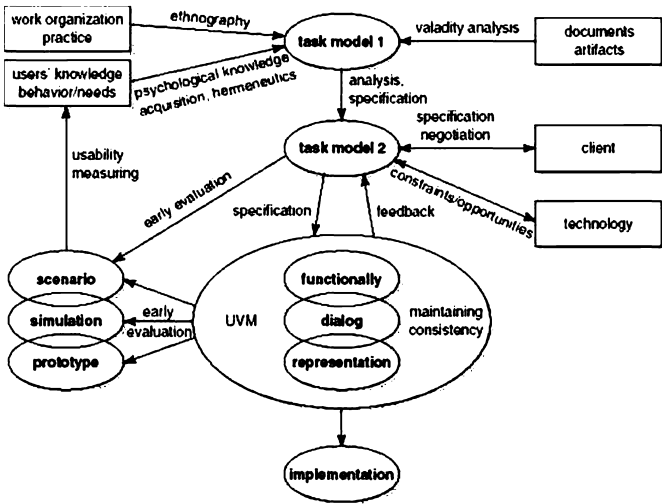 work organization
practice
ethnography
task model 1
valadity analysis
documents
artifacts
users' knowledge
behavior/needs
psychological knowledge
acquisition, hermeneutics
analysis,
specification
usability
measuring
task model 2
specification
negotiation
client
early evaluation
specification
feedback
constraints/opportunities
technology
scenario
simulation
prototype
early
evaluation
UVM
functionally
dialog
representation
maintaining
consistency
implementation